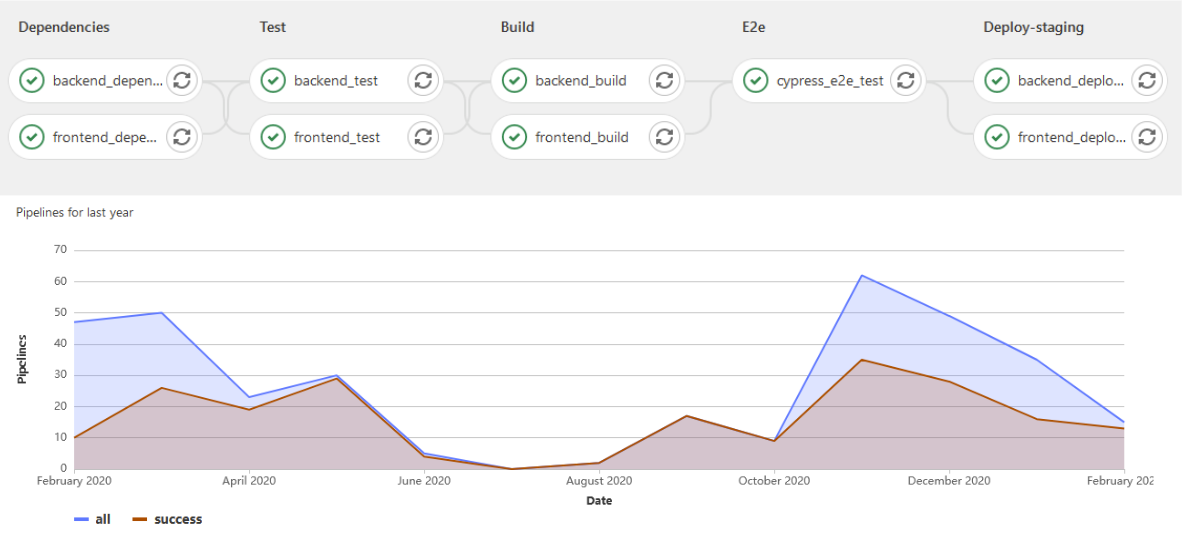 Dependencies Test Build E2e Deploy-staging
backend_depen... backend_test backend_build cypress_e2e_test backend_deplo...
frontend_depe... frontend_test frontend_build frontend_deplo...
Pipelines for last year
70
60
50
40
30
20
10
0
Pipelines
February 2020 April 2020 June 2020 August 2020 October 2020 December 2020 February 202
Date
all success